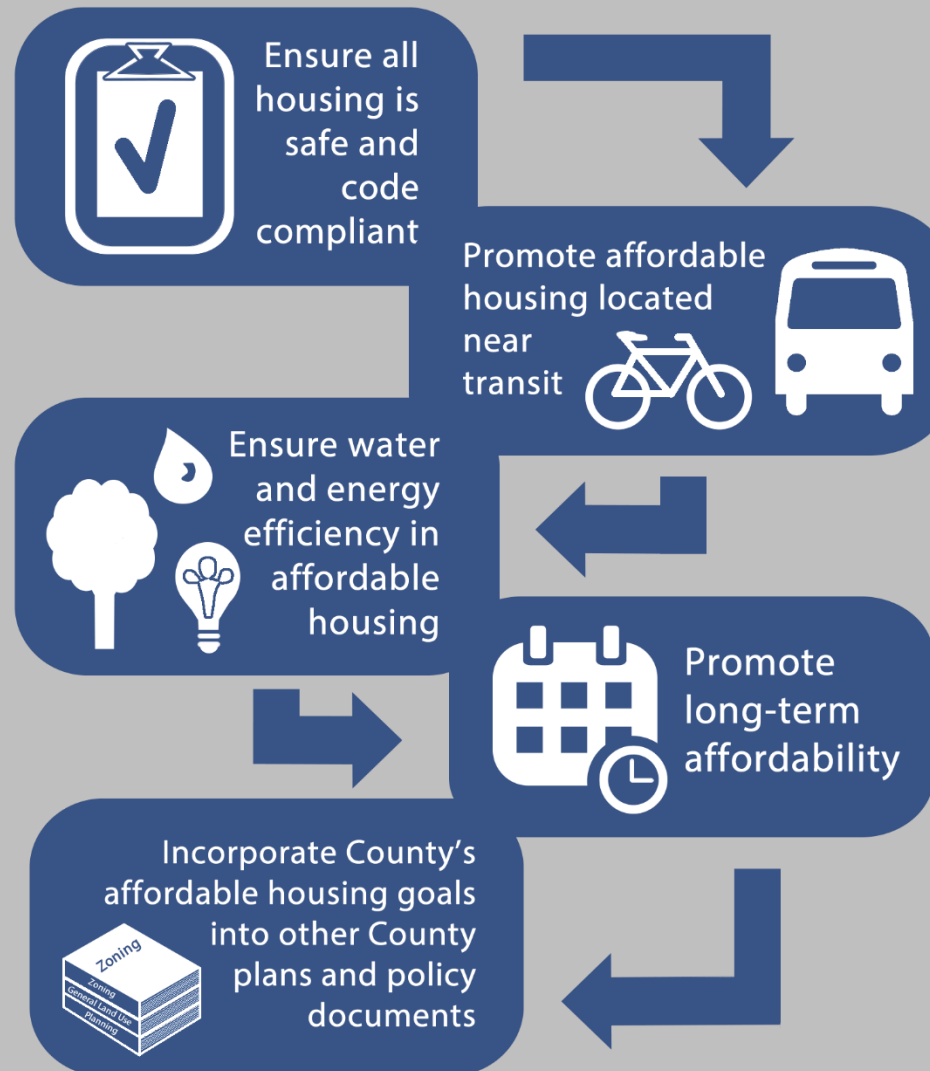 Ensure all
housing is
safe and
code
compliant
Promote affordable
housing located
near
transit
Ensure water
and energy
efficiency in
affordable
housing
Promote
long-term
affordability
Incorporate County’s
affordable housing goals
into other County
plans and policy
documents
Zoning
Zoning
General Land Use
Planning